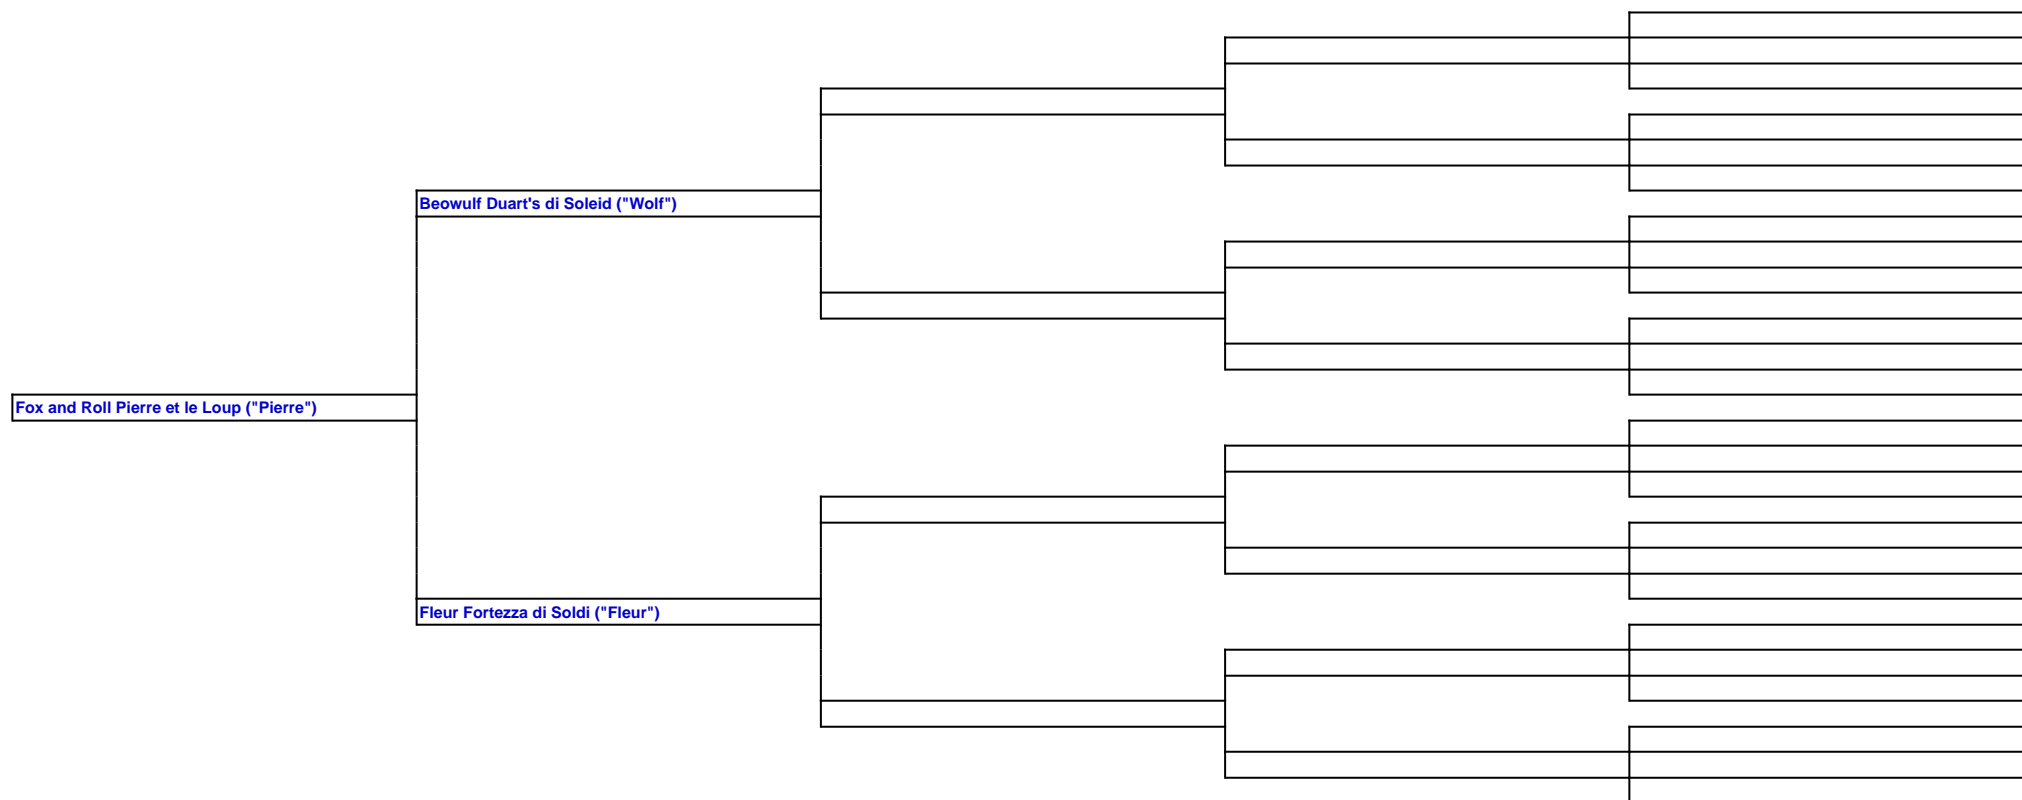 Beowulf Duart's di Soleid ("Wolf")
Fox and Roll Pierre et le Loup ("Pierre")
Fleur Fortezza di Soldi ("Fleur")